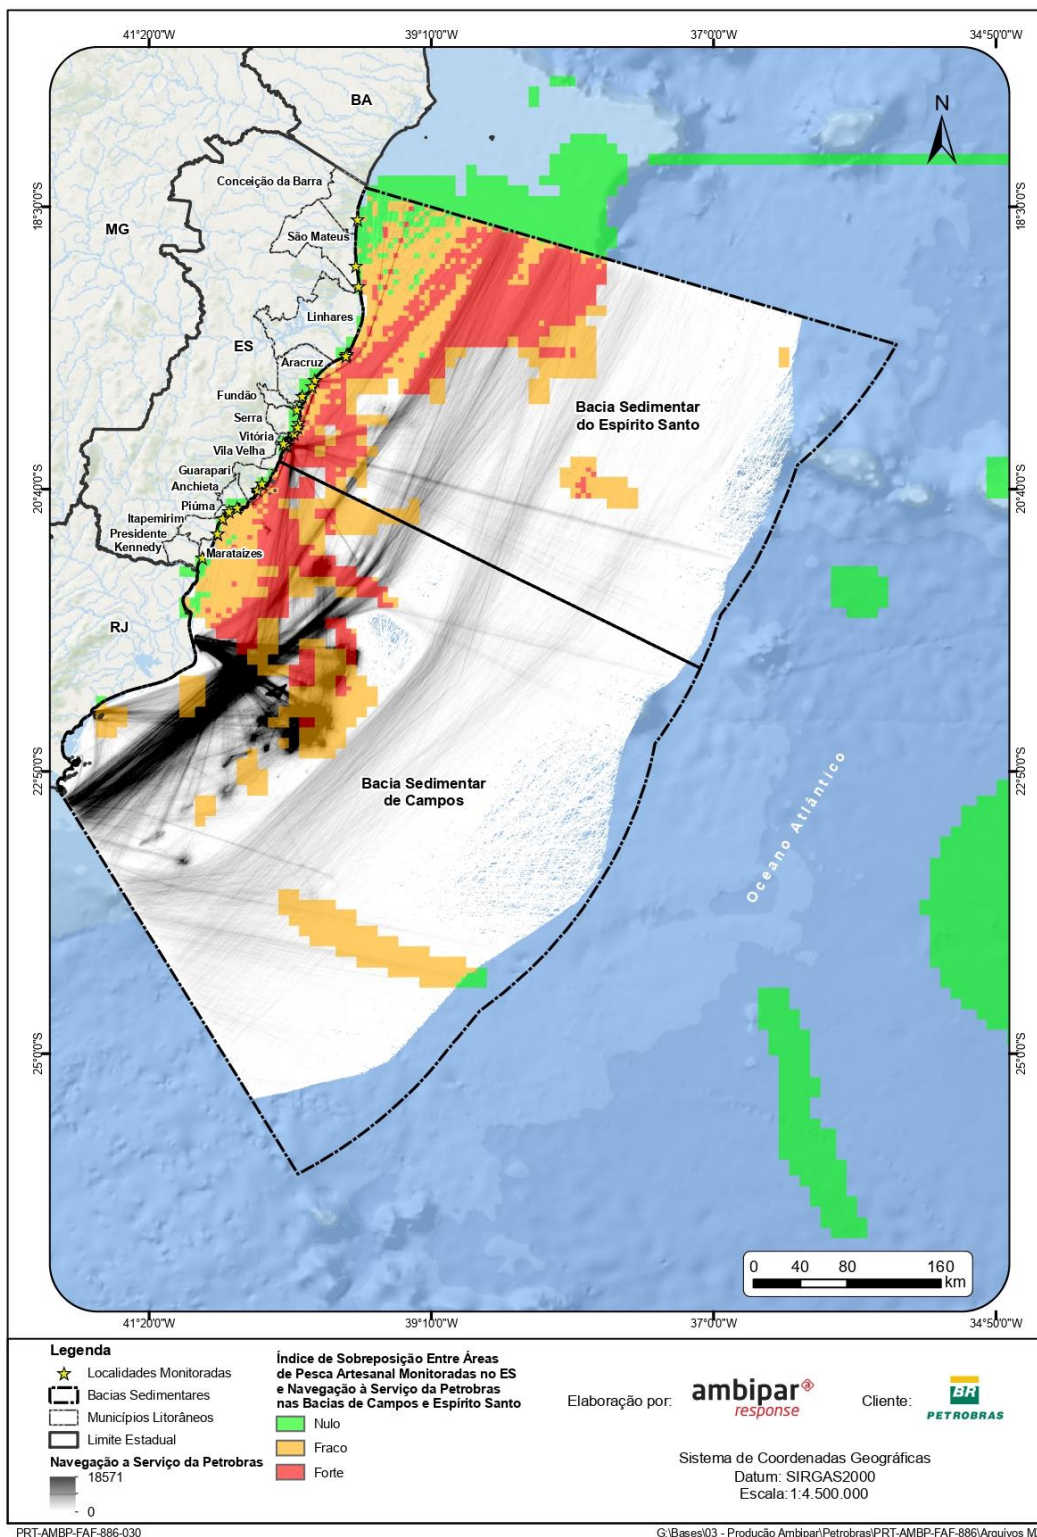 41°20'0"W
39°10'0"W
37°0'0"W
34°50'0"W
N
BA
Conceição da Barra
18°30'0"S
18°30'0"S
MG
São Mateus
Linhares
ES
Aracruz
Fundão
Serra
Vitória
Vila Velha
Bacia Sedimentar
do Espírito Santo
Guarapari
Anchieta
20°40'0"S
20°40'0"S
Piúma
Itapemirim
Presidente
Kennedy
Marataízes
RJ
Bacia Sedimentar
de Campos
22°50'0"S
22°50'0"S
Oceano Atlântico
25°0'0"S
25°0'0"S
0 40 80 160
km
41°20'0"W
39°10'0"W
37°0'0"W
34°50'0"W
Legenda
Localidades Monitoradas
Bacias Sedimentares
Municípios Litorâneos
Limite Estadual
Navegação a Serviço da Petrobras
18571
0
Índice de Sobreposição Entre Áreas
de Pesca Artesanal Monitoradas no ES
e Navegação à Serviço da Petrobras
nas Bacias de Campos e Espírito Santo
Nulo
Fraco
Forte
Elaboração por:
ambipar
response
Cliente:
BR
PETROBRAS
Sistema de Coordenadas Geográficas
Datum: SIRGAS2000
Escala:1:4.500.000
PRT-AMBP-FAF-886-030
G:\Bases\03 - Produção Ambipar\Petrobras\PRT-AMBP-FAF-886\Arquivos